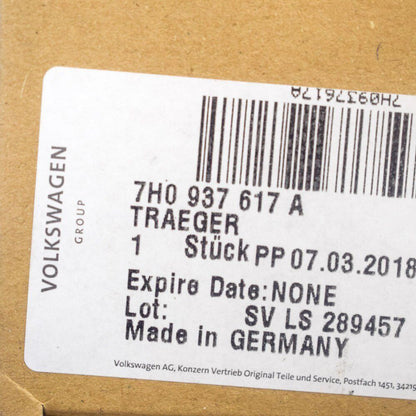 7H0937617A
VOLKSWAGEN
GROUP
7H0 937 617 A
TRAEGER
1 Stück PP 07.03.2018
Expire Date:NONE
Lot: SV LS 289457
Made in GERMANY
Volkswagen AG, Konzern Vertrieb Original Teile und Service, Postfach 1451, 34219